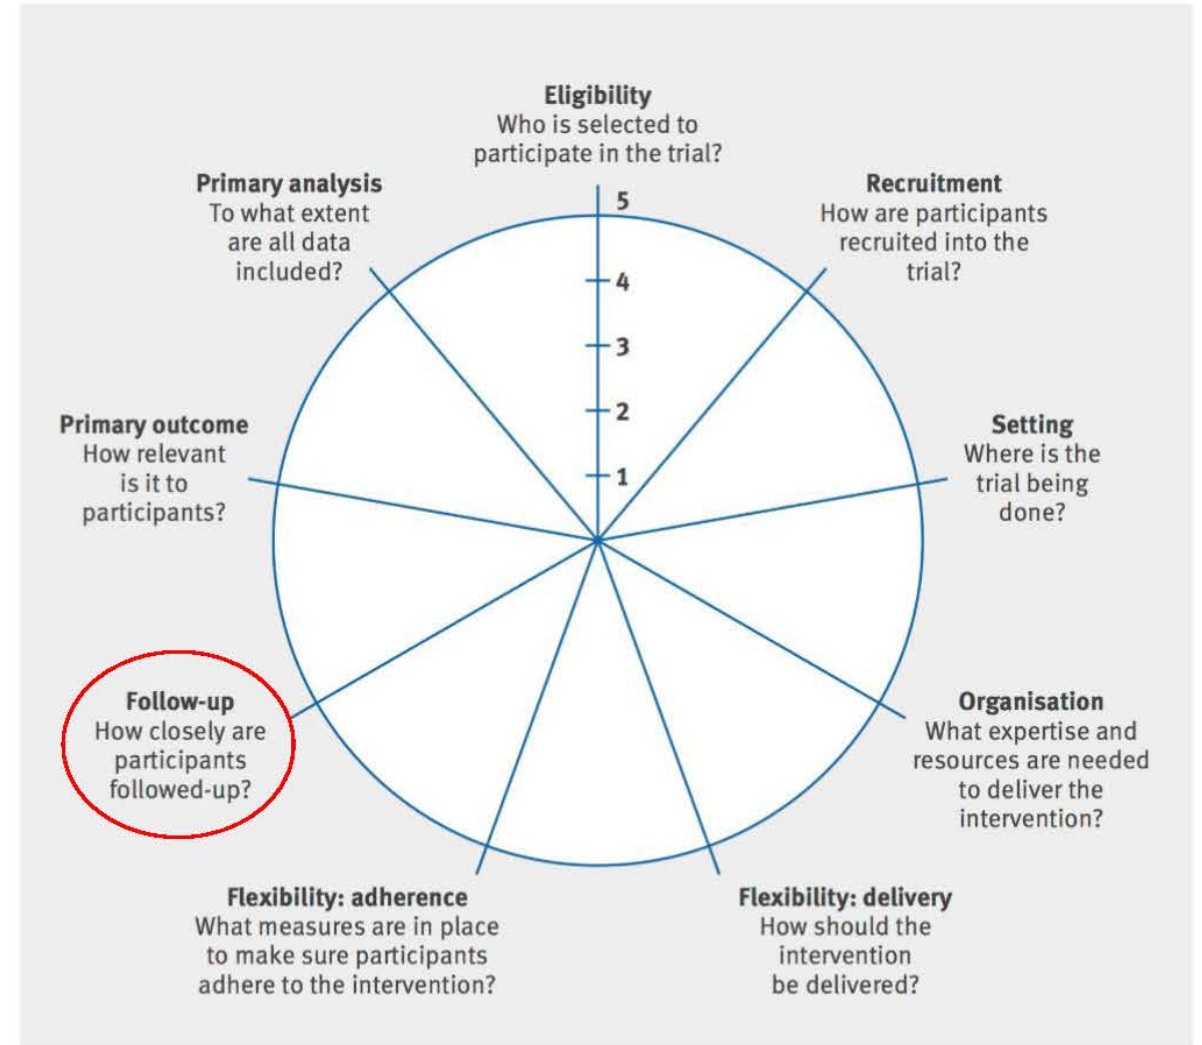 Eligibility
Who is selected to
participate in the trial?
Recruitment
How are participants
recruited into the
trial?
Setting
Where is the
trial being
done?
Organisation
What expertise and
resources are needed
to deliver the
intervention?
Flexibility: delivery
How should the
intervention
be delivered?
Flexibility: adherence
What measures are in place
to make sure participants
adhere to the intervention?
Follow-up
How closely are
participants
followed-up?
Primary outcome
How relevant
is it to
participants?
Primary analysis
To what extent
are all data
included?
5
4
3
2
1